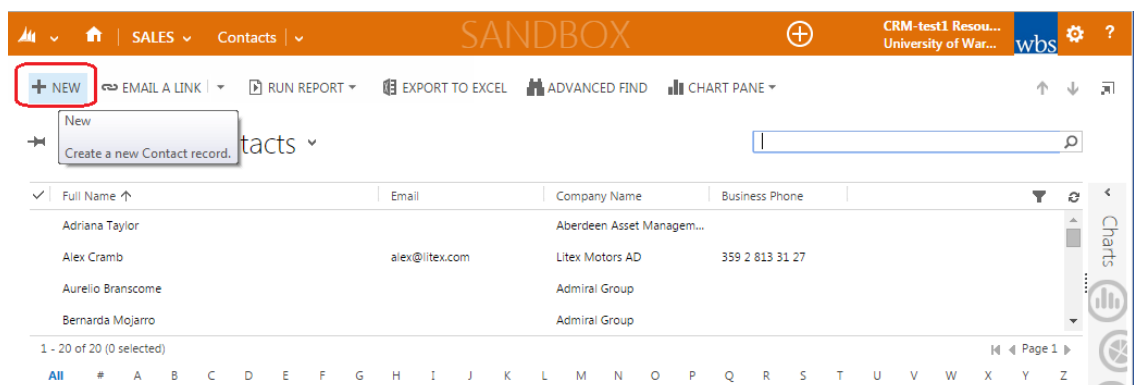 SALES Contacts SANDBOX CRM-test1 Resou... wbs ?
University of War...
+ NEW EMAIL A LINK RUN REPORT EXPORT TO EXCEL ADVANCED FIND CHART PANE
New
Create a new Contact record.
tacts
Full Name ↑ Email Company Name Business Phone
Adriana Taylor Aberdeen Asset Managem...
Alex Cramb alex@litex.com Litex Motors AD 359 2 813 31 27
Aurelio Branscome Admiral Group
Bernarda Mojarro Admiral Group
Charts
1 - 20 of 20 (0 selected) Page 1
All # A B C D E F G H I J K L M N O P Q R S T U V W X Y Z